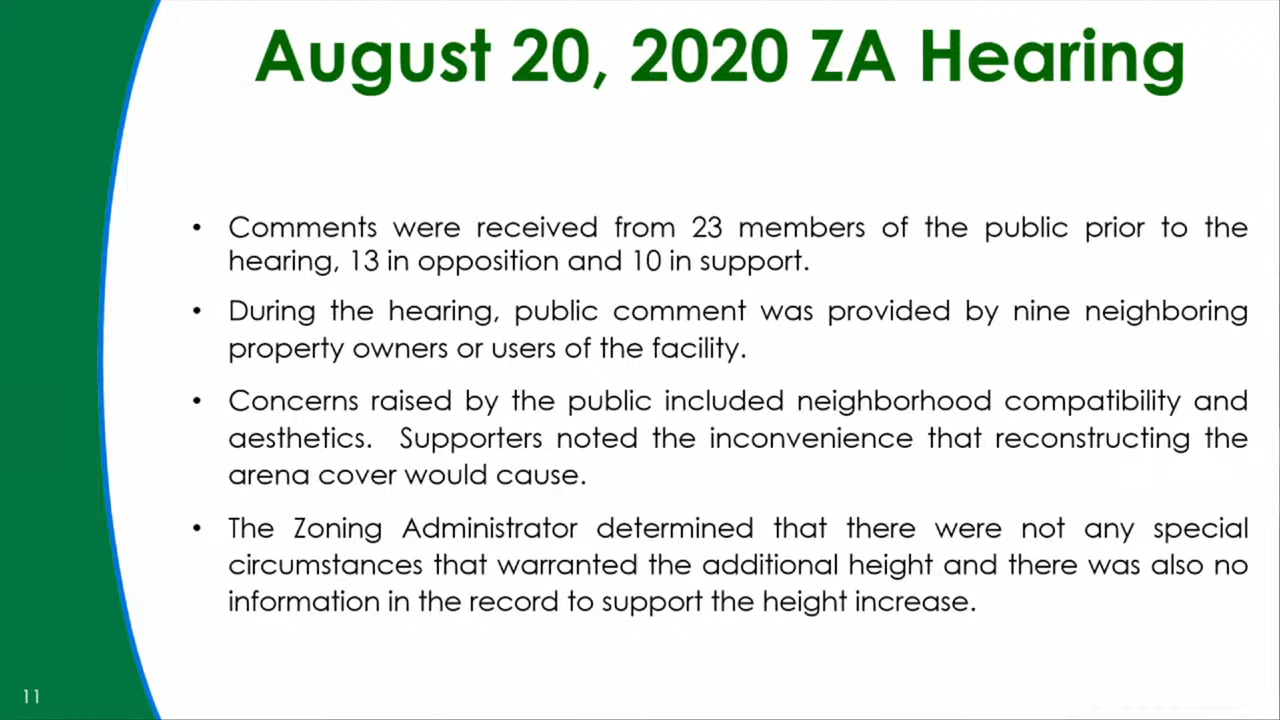 August 20, 2020 ZA Hearing
• Comments were received from 23 members of the public prior to the
hearing, 13 in opposition and 10 in support.
• During the hearing, public comment was provided by nine neighboring
property owners or users of the facility.
• Concerns raised by the public included neighborhood compatibility and
aesthetics. Supporters noted the inconvenience that reconstructing the
arena cover would cause.
• The Zoning Administrator determined that there were not any special
circumstances that warranted the additional height and there was also no
information in the record to support the height increase.
11